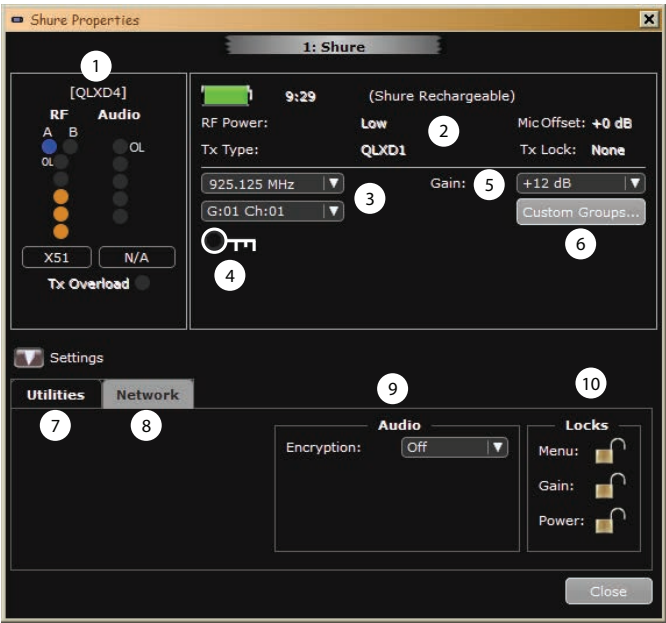 Shure Properties
1: Shure
1
[QLXD4]
RF Audio
A B
OL
OL
X51 N/A
Tx Overload
9:29 (Shure Rechargeable)
RF Power: Low 2 Mic Offset: +0 dB
Tx Type: QLXD1 Tx Lock: None
925.125 MHz 3 Gain: 5 +12 dB
G:01 Ch:01 Custom Groups...
4 6
Settings
Utilities Network
7 8
9
Audio
Encryption: Off
10
Locks
Menu:
Gain:
Power:
Close